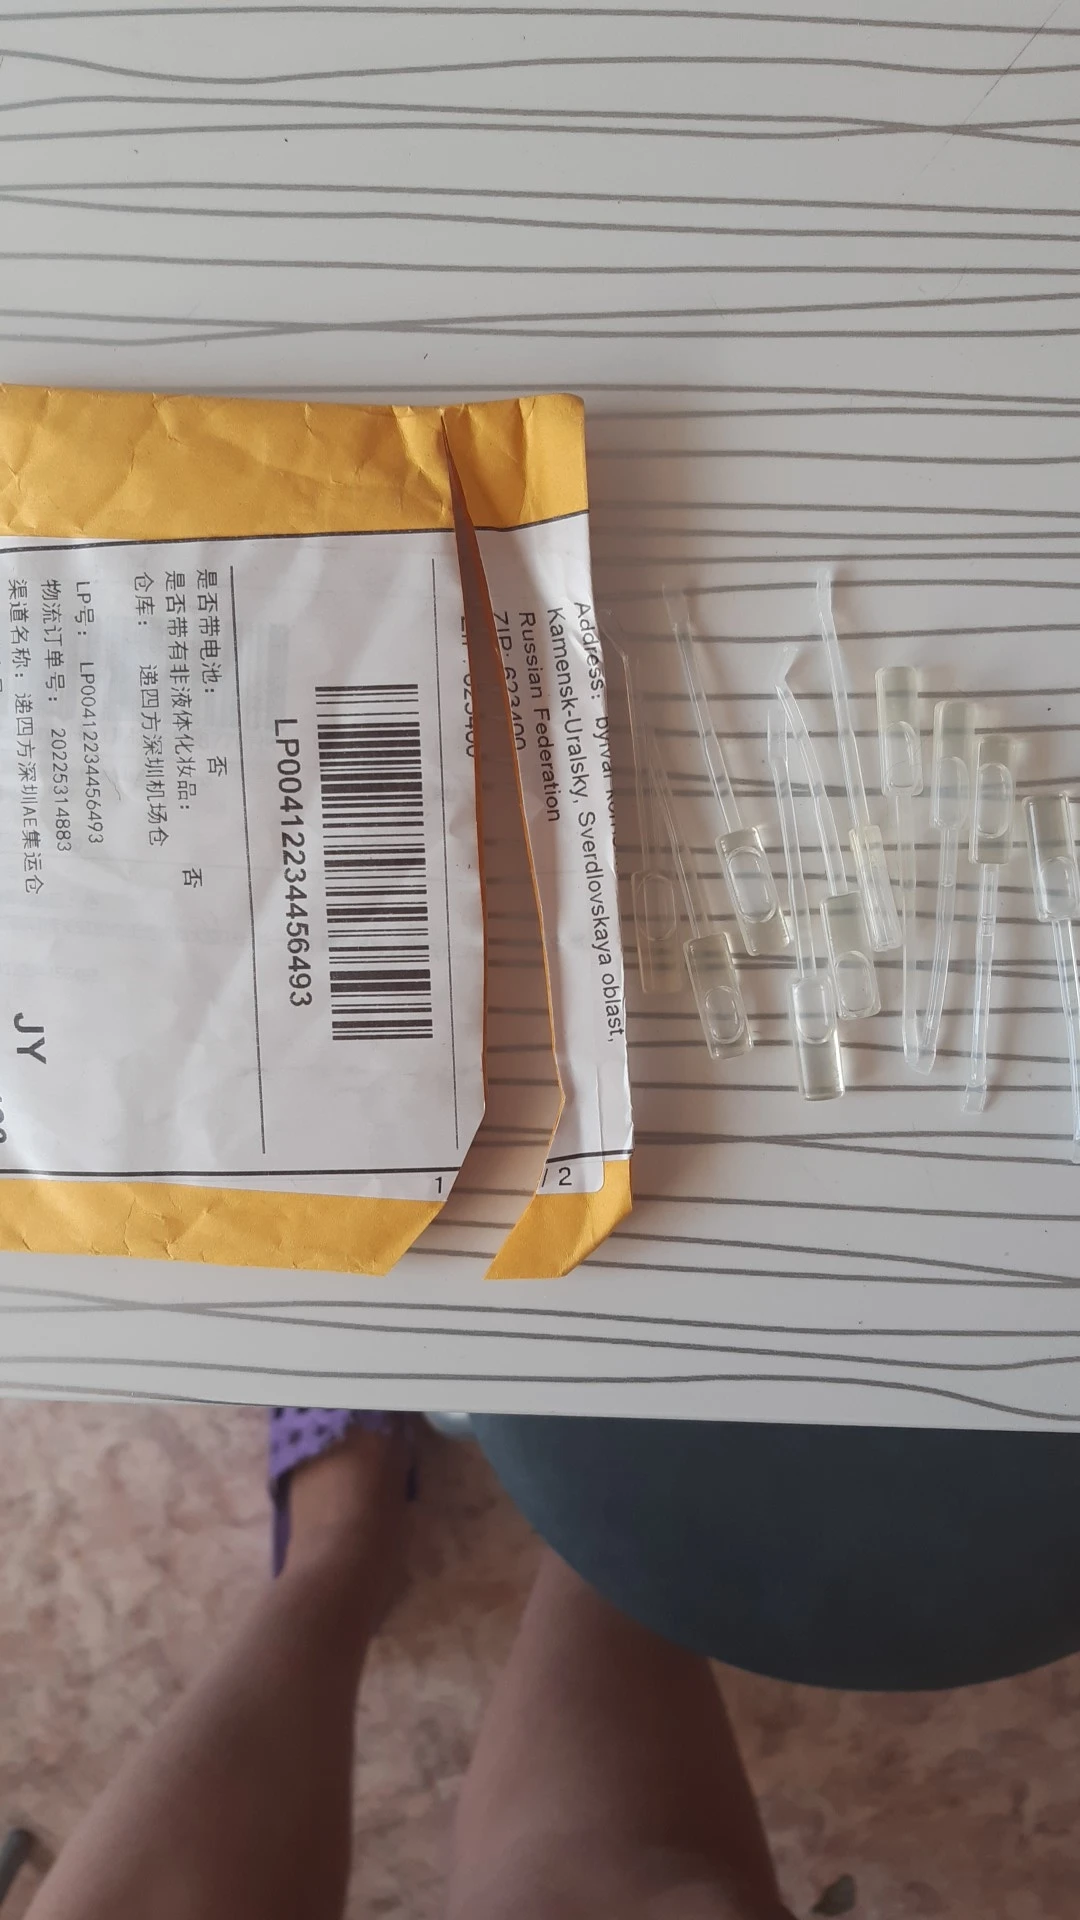 Address:
Kamensk-Uralsky, Sverdlovskaya oblast,
Russian Federation
ZIP: 623400
/ 2
1
LP00412234456493
是否带电池： 否
是否带有非液体化妆品： 否
仓库： 递四方深圳机场仓
LP号： LP00412234456493
物流订单号： 20225314883
渠道名称：递四方深圳AE集运仓
JY